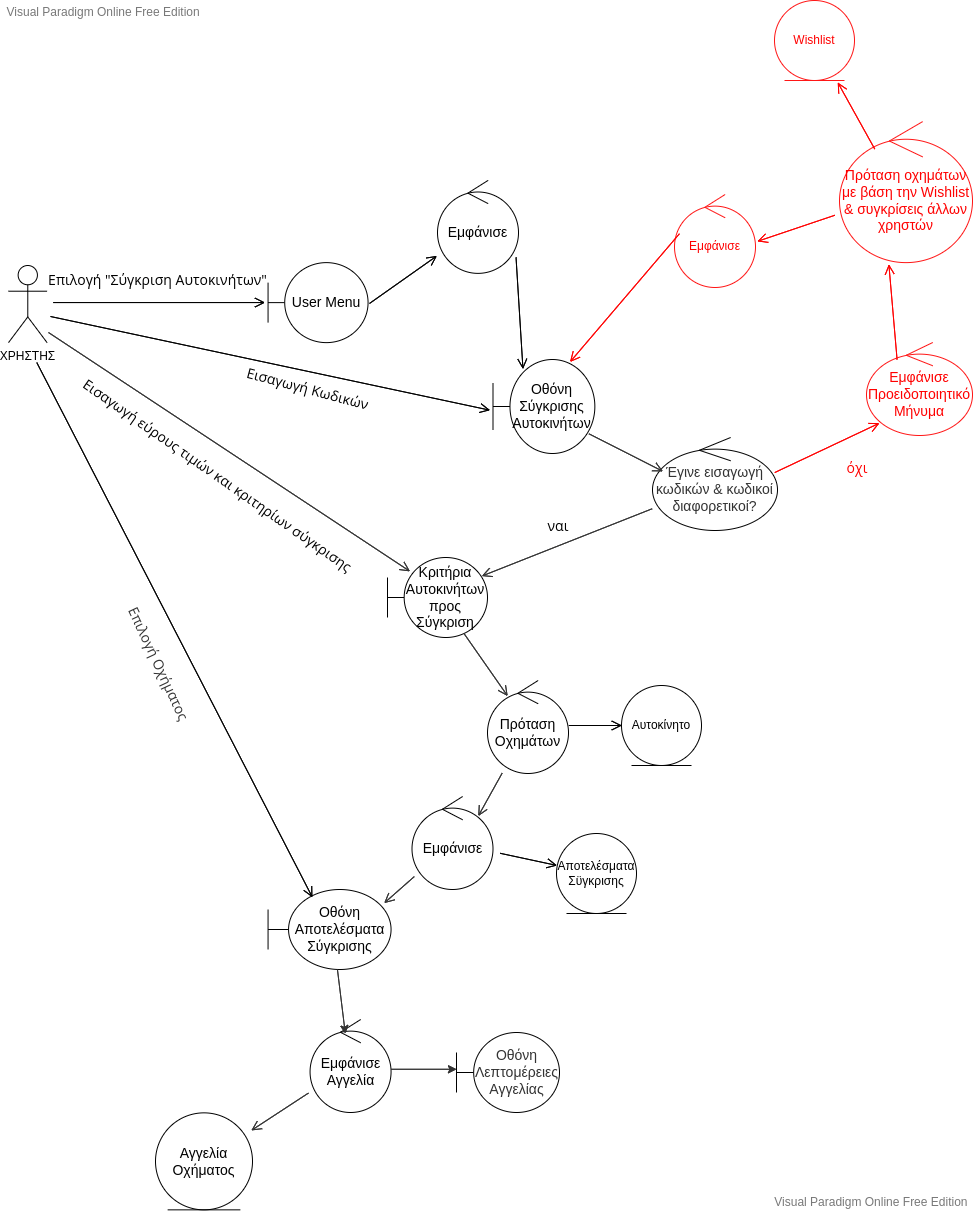 Visual Paradigm Online Free Edition
Wishlist
Πρόταση οχημάτων
με βάση την Wishlist
& συγκρίσεις άλλων
χρηστών
Εμφάνισε
Εμφάνισε
Επιλογή "Σύγκριση Αυτοκινήτων"
User Menu
ΧΡΗΣΤΗΣ
Εισαγωγή Κωδικών
Οθόνη
Σύγκρισης
Αυτοκινήτων
Εμφάνισε
Προειδοποιητικό
Μήνυμα
Εισαγωγή εύρους τιμών και κριτηρίων σύγκρισης
Έγινε εισαγωγή
κωδικών & κωδικοί
διαφορετικοί?
όχι
ναι
Κριτήρια
Αυτοκινήτων
προς
Σύγκριση
Επιλογή Οχήματος
Πρόταση
Οχημάτων
Αυτοκίνητο
Εμφάνισε
Αποτελέσματα
Σϋγκρισης
Οθόνη
Αποτελέσματα
Σύγκρισης
Εμφάνισε
Αγγελία
Οθόνη
Λεπτομέρειες
Αγγελίας
Αγγελία
Οχήματος
Visual Paradigm Online Free Edition